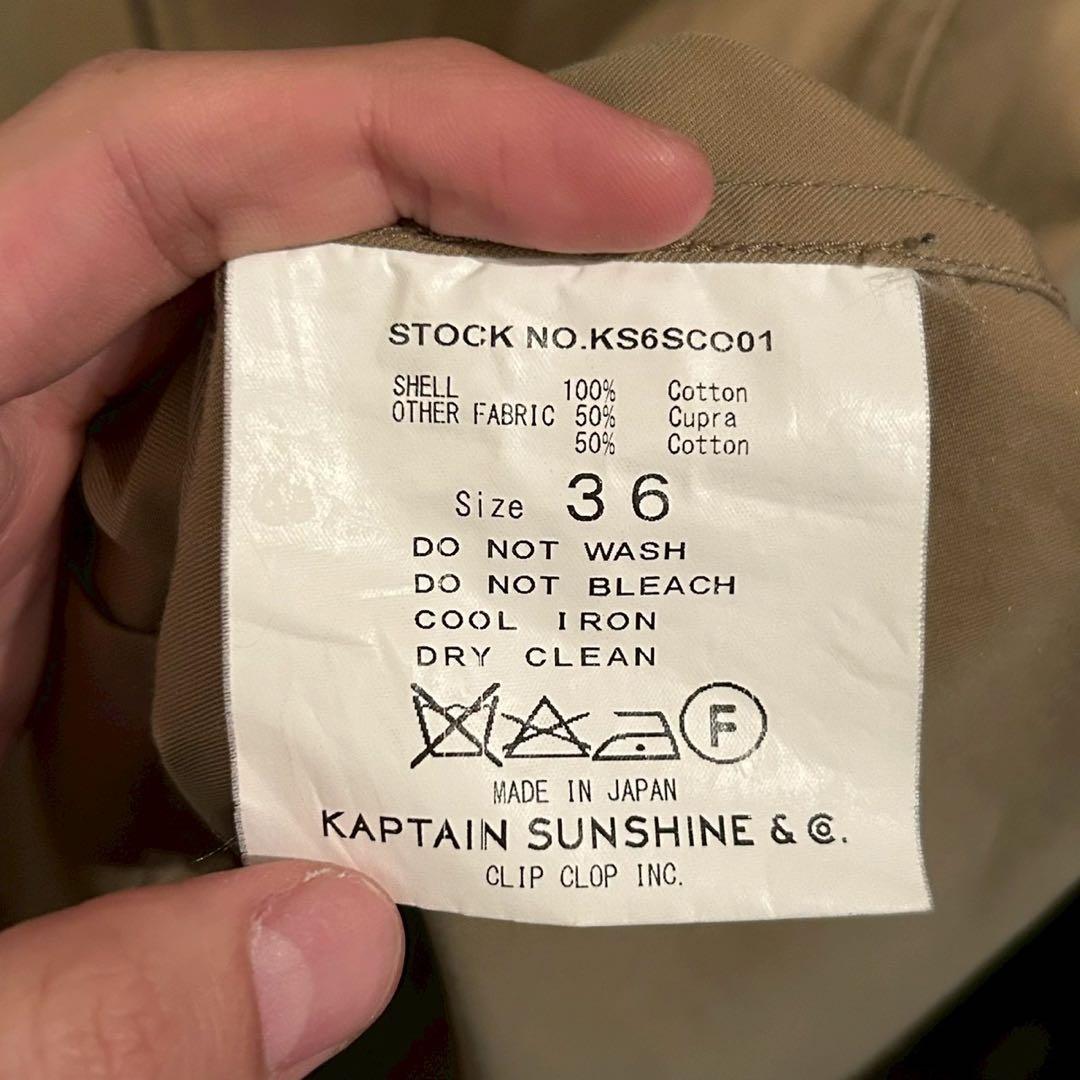 STOCK NO.KS6SCO01
SHELL 100% Cotton
OTHER FABRIC 50% Cupra
50% Cotton
Size 36
DO NOT WASH
DO NOT BLEACH
COOL IRON
DRY CLEAN
F
MADE IN JAPAN
KAPTAIN SUNSHINE & Co.
CLIP CLOP INC.